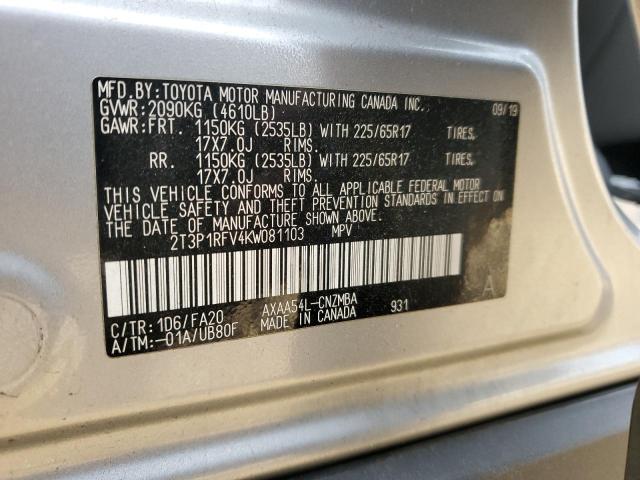 MFD.BY:TOYOTA MOTOR MANUFACTURING CANADA INC.
GVWR:2090KG (4610LB) 09/19
GAWR:FRT. 1150KG (2535LB) WITH 225/65R17 TIRES.
17X7.0J RIMS.
RR. 1150KG (2535LB) WITH 225/65R17 TIRES.
17X7.0J RIMS.
THIS VEHICLE CONFORMS TO ALL APPLICABLE FEDERAL MOTOR
VEHICLE SAFETY AND THEFT PREVENTION STANDARDS IN EFFECT ON
THE DATE OF MANUFACTURE SHOWN ABOVE.
2T3P1RFV4KW081103 MPV
C/TR:1D6/FA20 AXAA54L-CNZMBA 931 A
A/TM:-01A/UB80F MADE IN CANADA